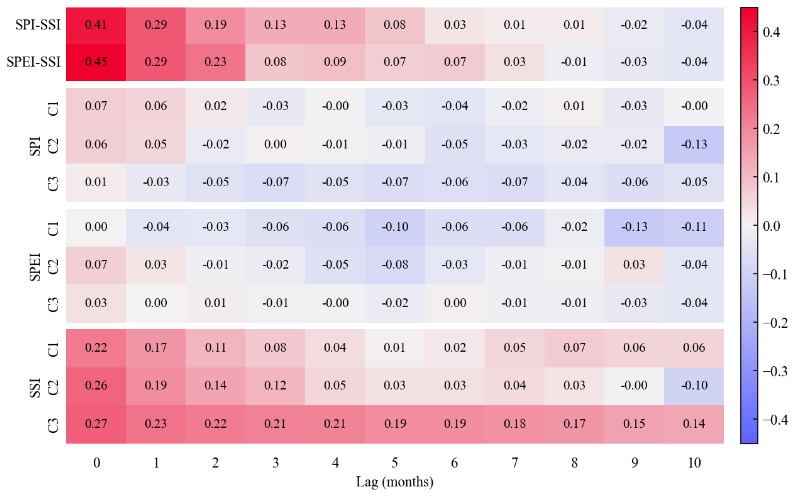 SPI-SSI 0.41 0.29 0.19 0.13 0.13 0.08 0.03 0.01 0.01 -0.02 -0.04
SPEI-SSI 0.45 0.29 0.23 0.08 0.09 0.07 0.07 0.03 -0.01 -0.03 -0.04
SPI
C1 0.07 0.06 0.02 -0.03 -0.00 -0.03 -0.04 -0.02 0.01 -0.03 -0.00
C2 0.06 0.05 -0.02 0.00 -0.01 -0.01 -0.05 -0.03 -0.02 -0.02 -0.13
C3 0.01 -0.03 -0.05 -0.07 -0.05 -0.07 -0.06 -0.07 -0.04 -0.06 -0.05
SPEI
C1 0.00 -0.04 -0.03 -0.06 -0.06 -0.10 -0.06 -0.06 -0.02 -0.13 -0.11
C2 0.07 0.03 -0.01 -0.02 -0.05 -0.08 -0.03 -0.01 -0.01 0.03 -0.04
C3 0.03 0.00 0.01 -0.01 -0.00 -0.02 0.00 -0.01 -0.01 -0.03 -0.04
SSI
C1 0.22 0.17 0.11 0.08 0.04 0.01 0.02 0.05 0.07 0.06 0.06
C2 0.26 0.19 0.14 0.12 0.05 0.03 0.03 0.04 0.03 -0.00 -0.10
C3 0.27 0.23 0.22 0.21 0.21 0.19 0.19 0.18 0.17 0.15 0.14
0 1 2 3 4 5 6 7 8 9 10
Lag (months)
0.4
0.3
0.2
0.1
0.0
−0.1
−0.2
−0.3
−0.4